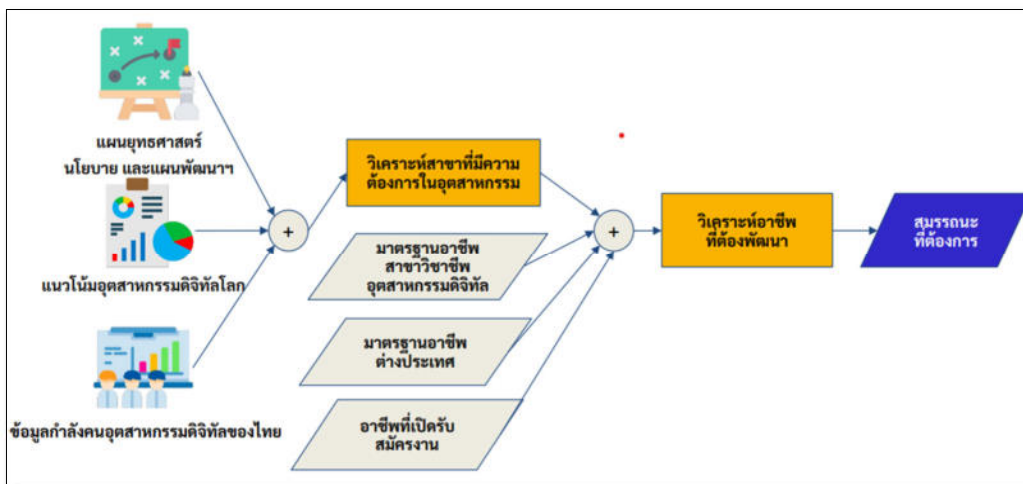 แผนยุทธศาสตร์
นโยบาย และแผนพัฒนาฯ
แนวโน้มอุตสาหกรรมดิจิทัลโลก
ข้อมูลกำลังคนอุตสาหกรรมดิจิทัลของไทย
+
วิเคราะห์สาขาที่มีความ
ต้องการในอุตสาหกรรม
มาตรฐานอาชีพ
สาขาวิชาชีพ
อุตสาหกรรมดิจิทัล
มาตรฐานอาชีพ
ต่างประเทศ
อาชีพที่เปิดรับ
สมัครงาน
+
วิเคราะห์อาชีพ
ที่ต้องพัฒนา
สมรรถนะ
ที่ต้องการ